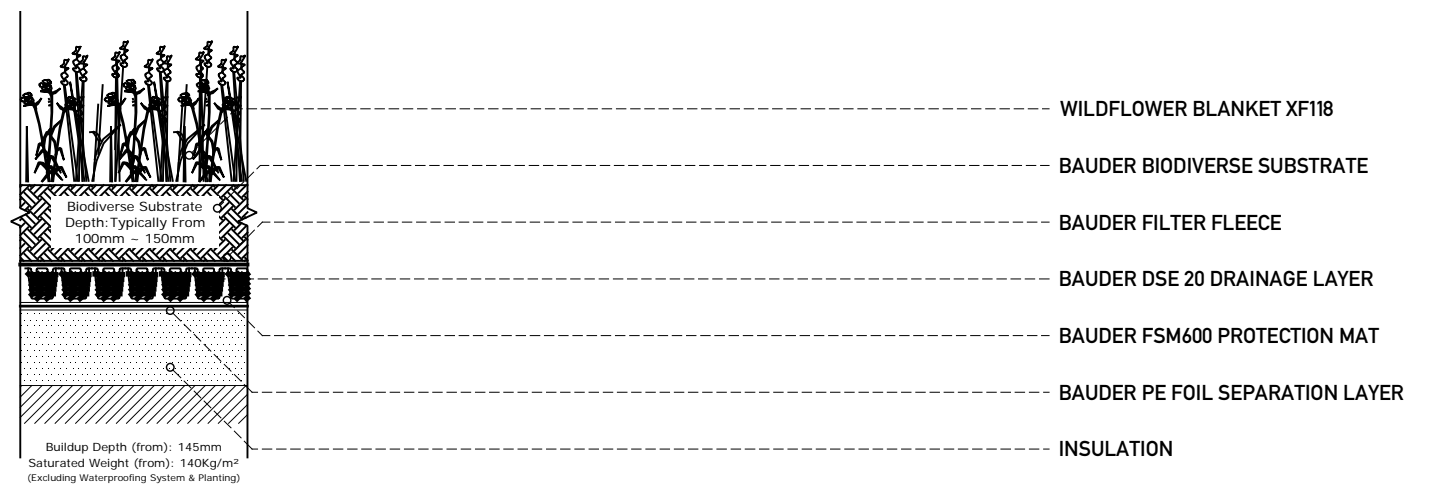 WILDFLOWER BLANKET XF118
BAUDER BIODIVERSE SUBSTRATE
Biodiverse Substrate
Depth:Typically From
100mm ~ 150mm
BAUDER FILTER FLEECE
BAUDER DSE 20 DRAINAGE LAYER
BAUDER FSM600 PROTECTION MAT
BAUDER PE FOIL SEPARATION LAYER
INSULATION
Buildup Depth (from): 145mm
Saturated Weight (from): 140Kg/m²
(Excluding Waterproofing System & Planting)